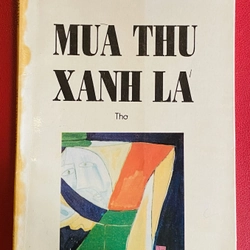 MÙA THU
XANH LÁ
Thơ